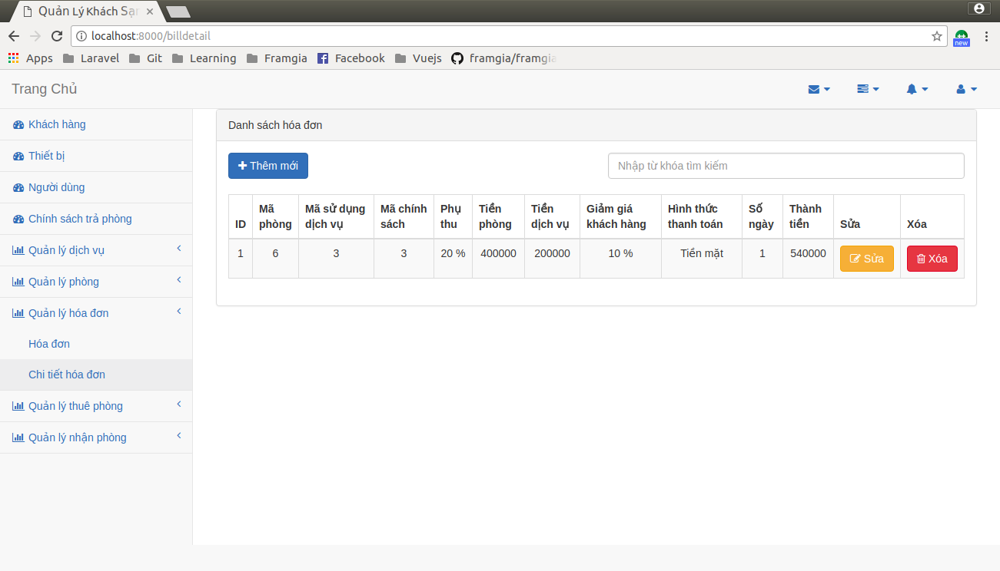 Quản Lý Khách Sạn
localhost:8000/billdetail
new
Apps Laravel Git Learning Framgia Facebook Vuejs framgia/framgia
Trang Chủ
Khách hàng
Thiết bị
Người dùng
Chính sách trả phòng
Quản lý dịch vụ
Quản lý phòng
Quản lý hóa đơn
Hóa đơn
Chi tiết hóa đơn
Quản lý thuê phòng
Quản lý nhận phòng
Danh sách hóa đơn
Thêm mới
Nhập từ khóa tìm kiếm
ID Mã phòng Mã sử dụng dịch vụ Mã chính sách Phụ thu Tiền phòng Tiền dịch vụ Giảm giá khách hàng Hình thức thanh toán Số ngày Thành tiền Sửa Xóa
1 6 3 3 20 % 400000 200000 10 % Tiền mặt 1 540000 Sửa Xóa